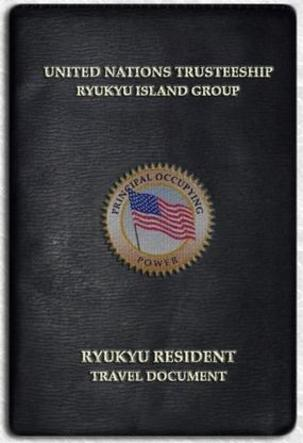 UNITED NATIONS TRUSTEESHIP
RYUKYU ISLAND GROUP
PRINCIPAL OCCUPYING
POWER
RYUKYU RESIDENT
TRAVEL DOCUMENT